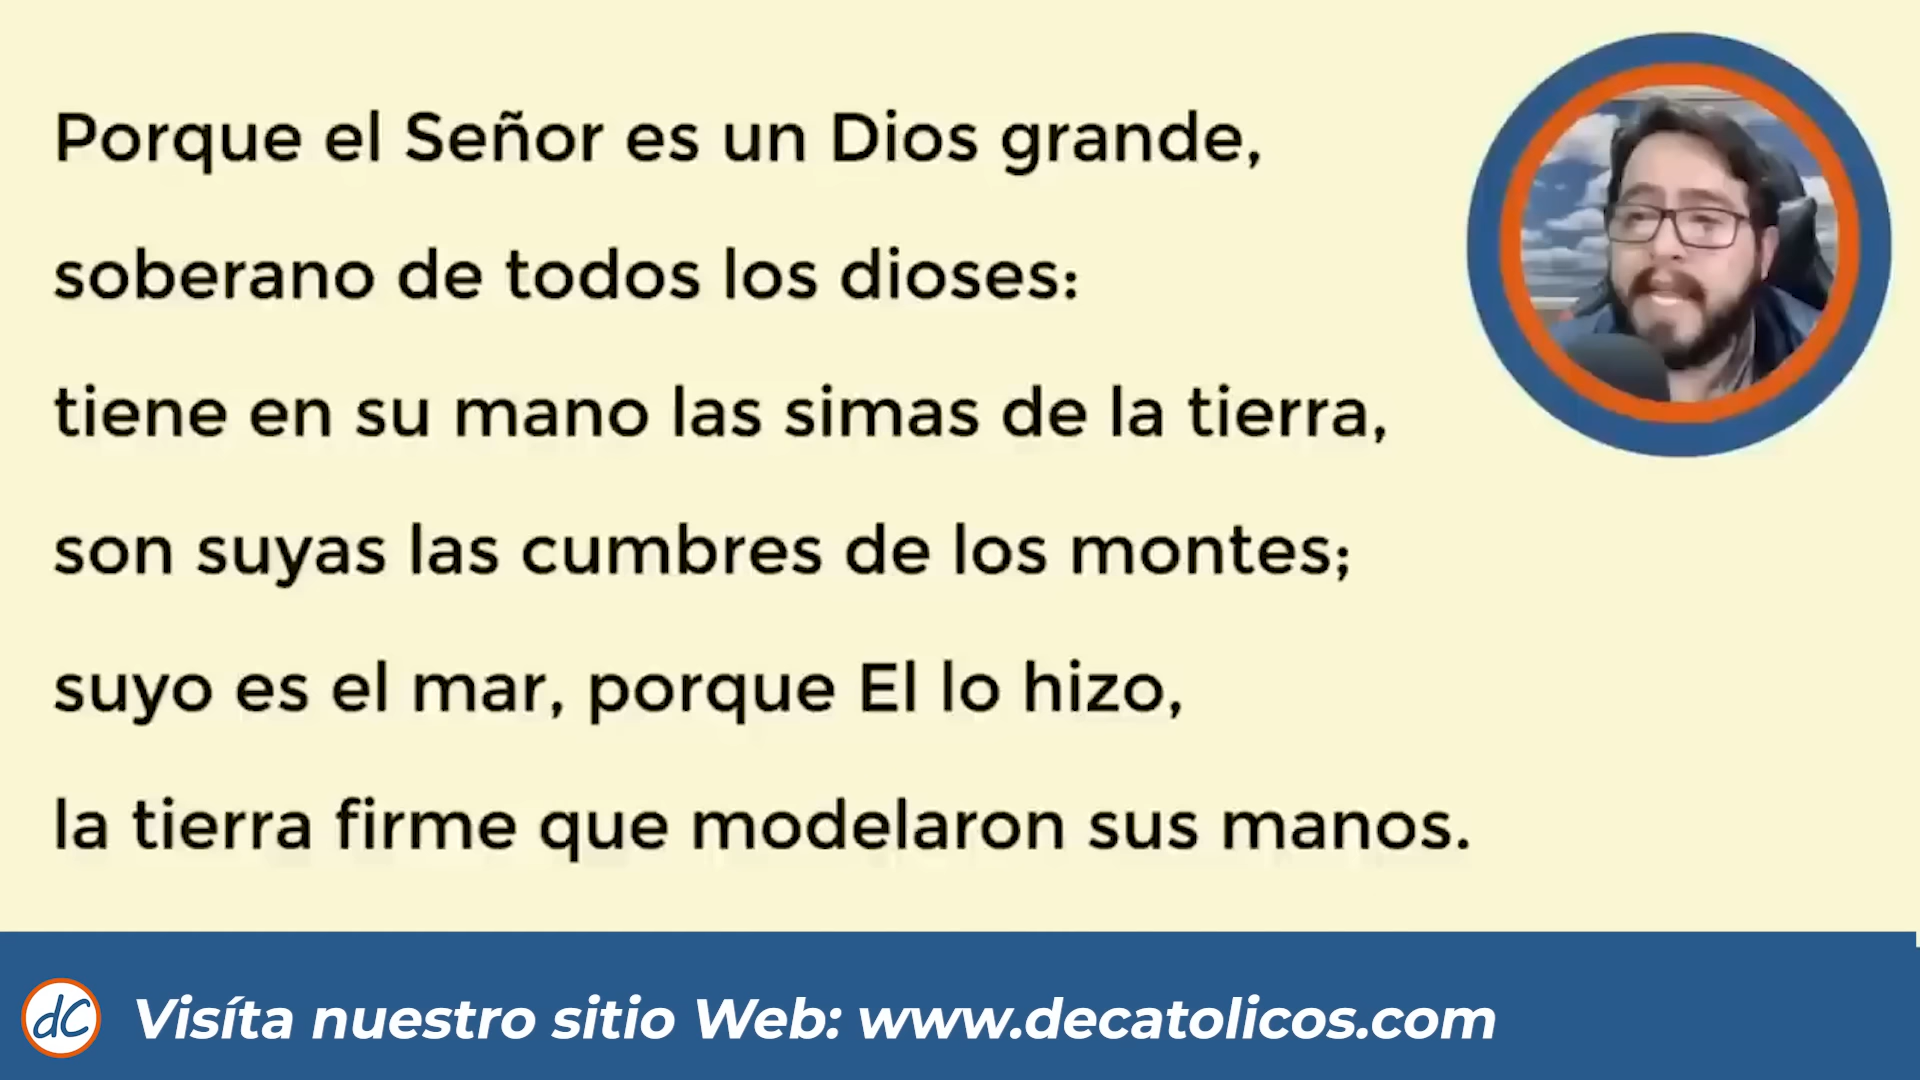 Porque el Señor es un Dios grande,
soberano de todos los dioses:
tiene en su mano las simas de la tierra,
son suyas las cumbres de los montes;
suyo es el mar, porque El lo hizo,
la tierra firme que modelaron sus manos.
dC Visíta nuestro sitio Web: www.decatolicos.com